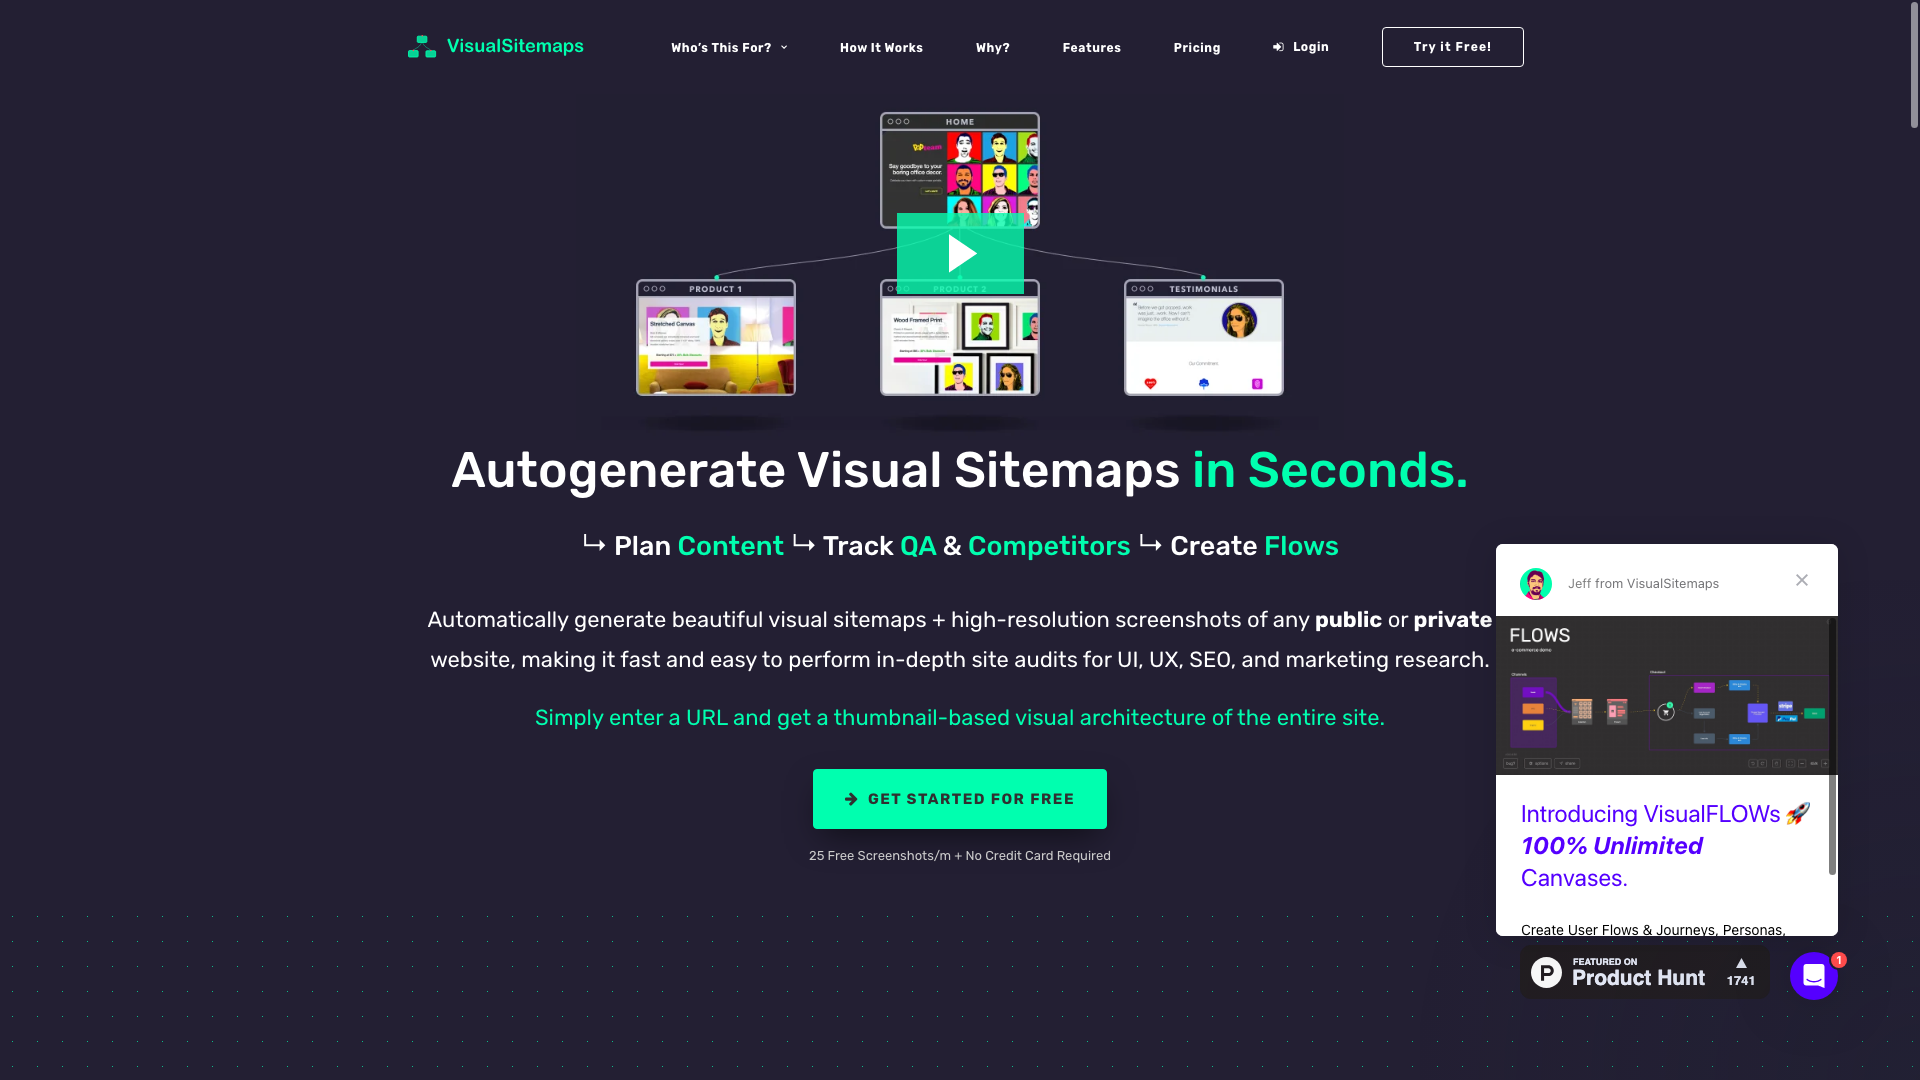 VisualSitemaps
Who's This For?
How It Works
Why?
Features
Pricing
Login
Try it Free!
HOME
Say goodbye to your
boring office decor.
PRODUCT 1
Stretched Canvas
PRODUCT 2
Wood Framed Print
TESTIMONIALS
Autogenerate Visual Sitemaps in Seconds.
↳ Plan Content ↳ Track QA & Competitors ↳ Create Flows
Automatically generate beautiful visual sitemaps + high-resolution screenshots of any public or private
website, making it fast and easy to perform in-depth site audits for UI, UX, SEO, and marketing research.
Simply enter a URL and get a thumbnail-based visual architecture of the entire site.
GET STARTED FOR FREE
25 Free Screenshots/m + No Credit Card Required
Jeff from VisualSitemaps
FLOWS
e-commerce demo
Introducing VisualFLOWs 🚀
100% Unlimited
Canvases.
Create User Flows & Journeys, Personas,
FEATURED ON
Product Hunt
1741
1